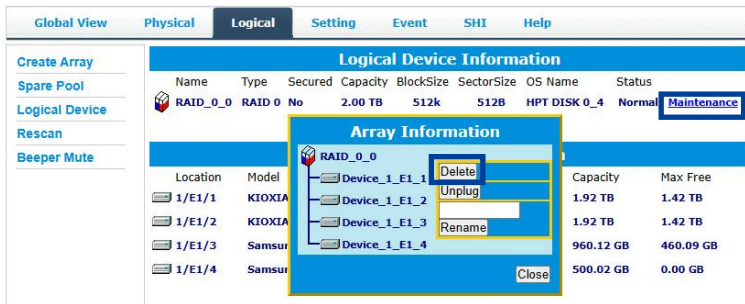 Global View Physical Logical Setting Event SHI Help
Create Array
Spare Pool
Logical Device
Rescan
Beeper Mute
Logical Device Information
Name Type Secured Capacity BlockSize SectorSize OS Name Status
RAID_0_0 RAID 0 No 2.00 TB 512k 512B HPT DISK 0_4 Normal Maintenance
Array Information
RAID_0_0
Device_1_E1_1
Device_1_E1_2
Device_1_E1_3
Device_1_E1_4
Delete
Unplug
Rename
Close
Location Model Capacity Max Free
1/E1/1 KIOXIA 1.92 TB 1.42 TB
1/E1/2 KIOXIA 1.92 TB 1.42 TB
1/E1/3 Samsu 960.12 GB 460.09 GB
1/E1/4 Samsu 500.02 GB 0.00 GB